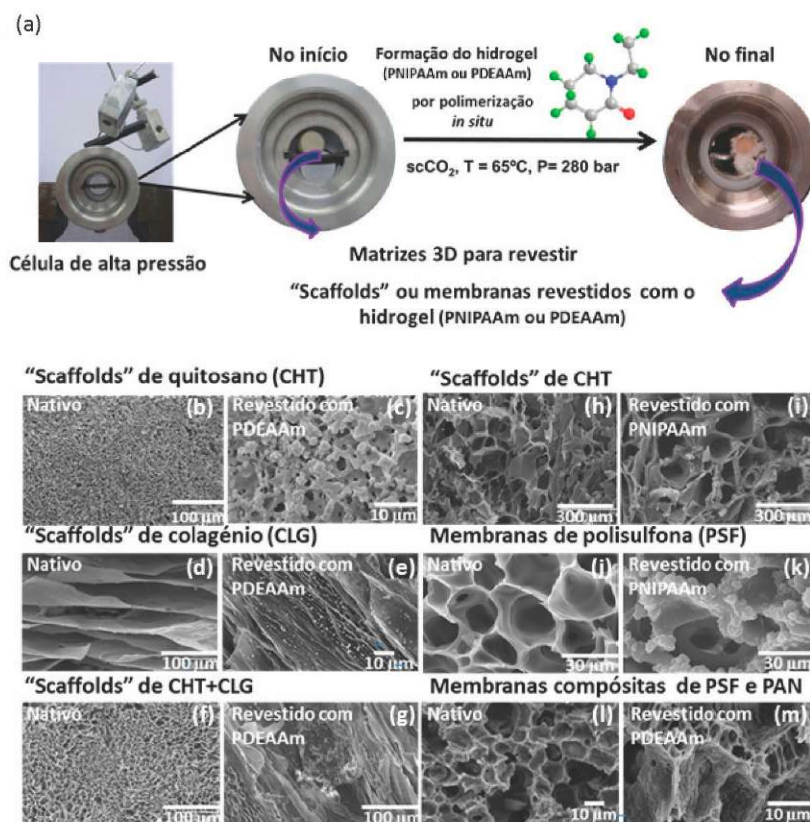 (a)
No início
Formação do hidrogel
(PNIPAAm ou PDEAAm)
por polimerização
in situ
scCO₂, T = 65ºC, P= 280 bar
No final
Célula de alta pressão
Matrizes 3D para revestir
“Scaffolds” ou membranas revestidos com o
hidrogel (PNIPAAm ou PDEAAm)
“Scaffolds” de quitosano (CHT)
“Scaffolds” de CHT
Nativo (b)
100 µm
Revestido com (c)
PDEAAm
10 µm
Nativo (h)
300 µm
Revestido com (i)
PNIPAAm
300 µm
“Scaffolds” de colagénio (CLG)
Membranas de polisulfona (PSF)
Nativo (d)
100 µm
Revestido com (e)
PDEAAm
10 µm
Nativo (j)
30 µm
Revestido com (k)
PNIPAAm
30 µm
“Scaffolds” de CHT+CLG
Membranas compósitas de PSF e PAN
Nativo (f)
100 µm
Revestido com (g)
PDEAAm
100 µm
Nativo (l)
10 µm
Revestido com (m)
PDEAAm
10 µm